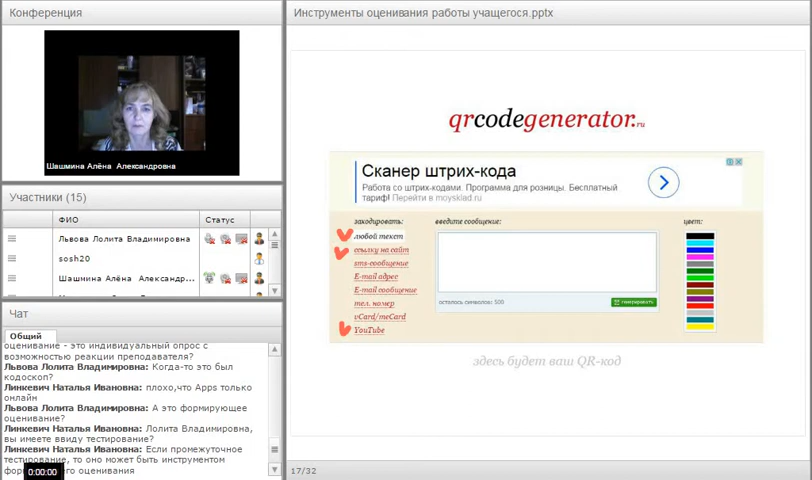 Конференция
Шашмина Алёна Александровна
Участники (15)
ФИО
Статус
Львова Лолита Владимировна
sosh20
Шашмина Алёна Александр...
Чат
Общий
оценивание - это индивидуальный опрос с
возможностью реакции преподавателя?
Львова Лолита Владимировна: Когда-то это был
кодоскоп?
Линкевич Наталья Ивановна: плохо,что Apps только
онлайн
Львова Лолита Владимировна: А это формирующее
оценивание?
Линкевич Наталья Ивановна: Лолита Владимировна,
вы имеете ввиду тестирование?
Линкевич Наталья Ивановна: Если промежуточное
тестирование, то оно может быть инструментом
его оценивания
0:00:00
Инструменты оценивания работы учащегося.pptx
qrcodegenerator.ru
Сканер штрих-кода
Работа со штрих-кодами. Программа для розницы. Бесплатный
тариф! Перейти в moysklad.ru
закодировать:
любой текст
ссылку на сайт
sms-сообщение
E-mail адрес
E-mail сообщение
тел. номер
vCard/meCard
YouTube
введите сообщение:
осталось символов: 500
генерировать
цвет:
здесь будет ваш QR-код
17/32